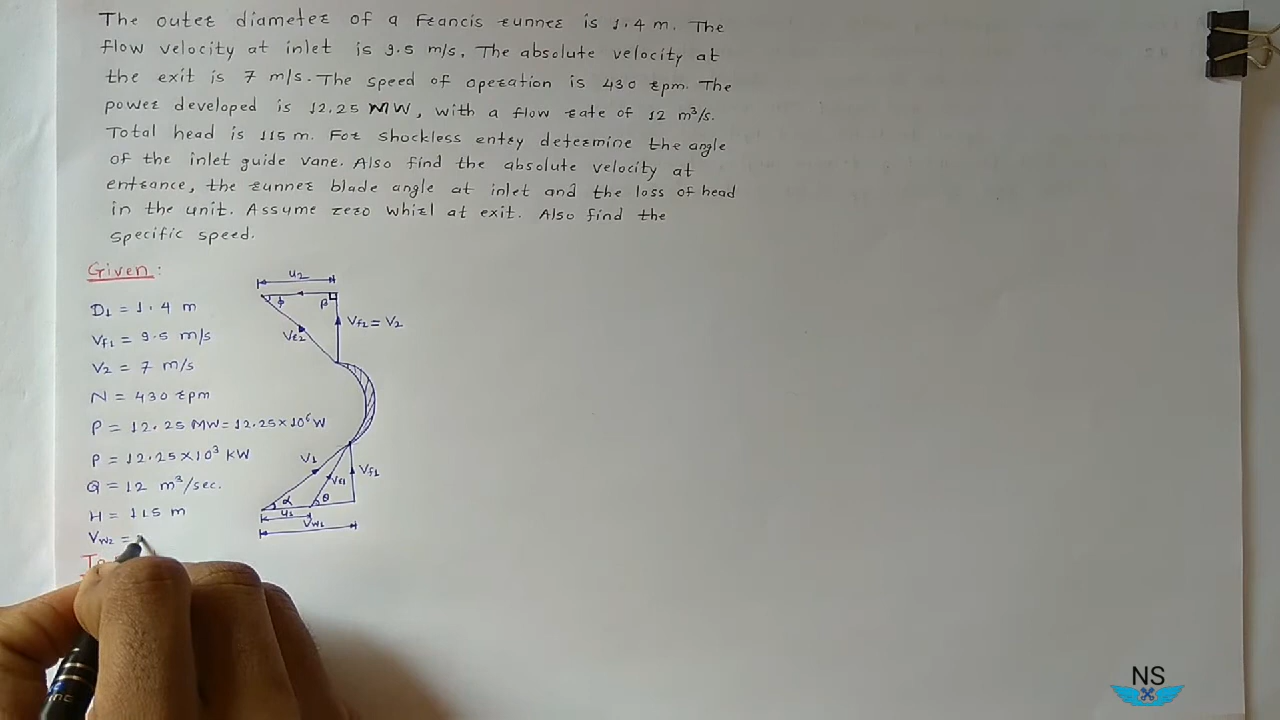 The outer diameter of a Francis runner is 1.4 m. The
flow velocity at inlet is 9.5 m/s. The absolute velocity at
the exit is 7 m/s. The speed of operation is 430 rpm. The
power developed is 12.25 MW, with a flow rate of 12 m³/s.
Total head is 115 m. For shockless entry determine the angle
of the inlet guide vane. Also find the absolute velocity at
entrance, the runner blade angle at inlet and the loss of head
in the unit. Assume zero whirl at exit. Also find the
specific speed.
Given:
D1 = 1.4 m
Vf1 = 9.5 m/s
V2 = 7 m/s
N = 430 rpm
P = 12.25 MW = 12.25×10⁶ W
P = 12.25×10³ KW
Q = 12 m³/sec.
H = 115 m
Vw2 =
To
u2
ϕ
β
Vr2
Vf2 = V2
V1
Vr1
Vf1
α
θ
u1
Vw1
NS